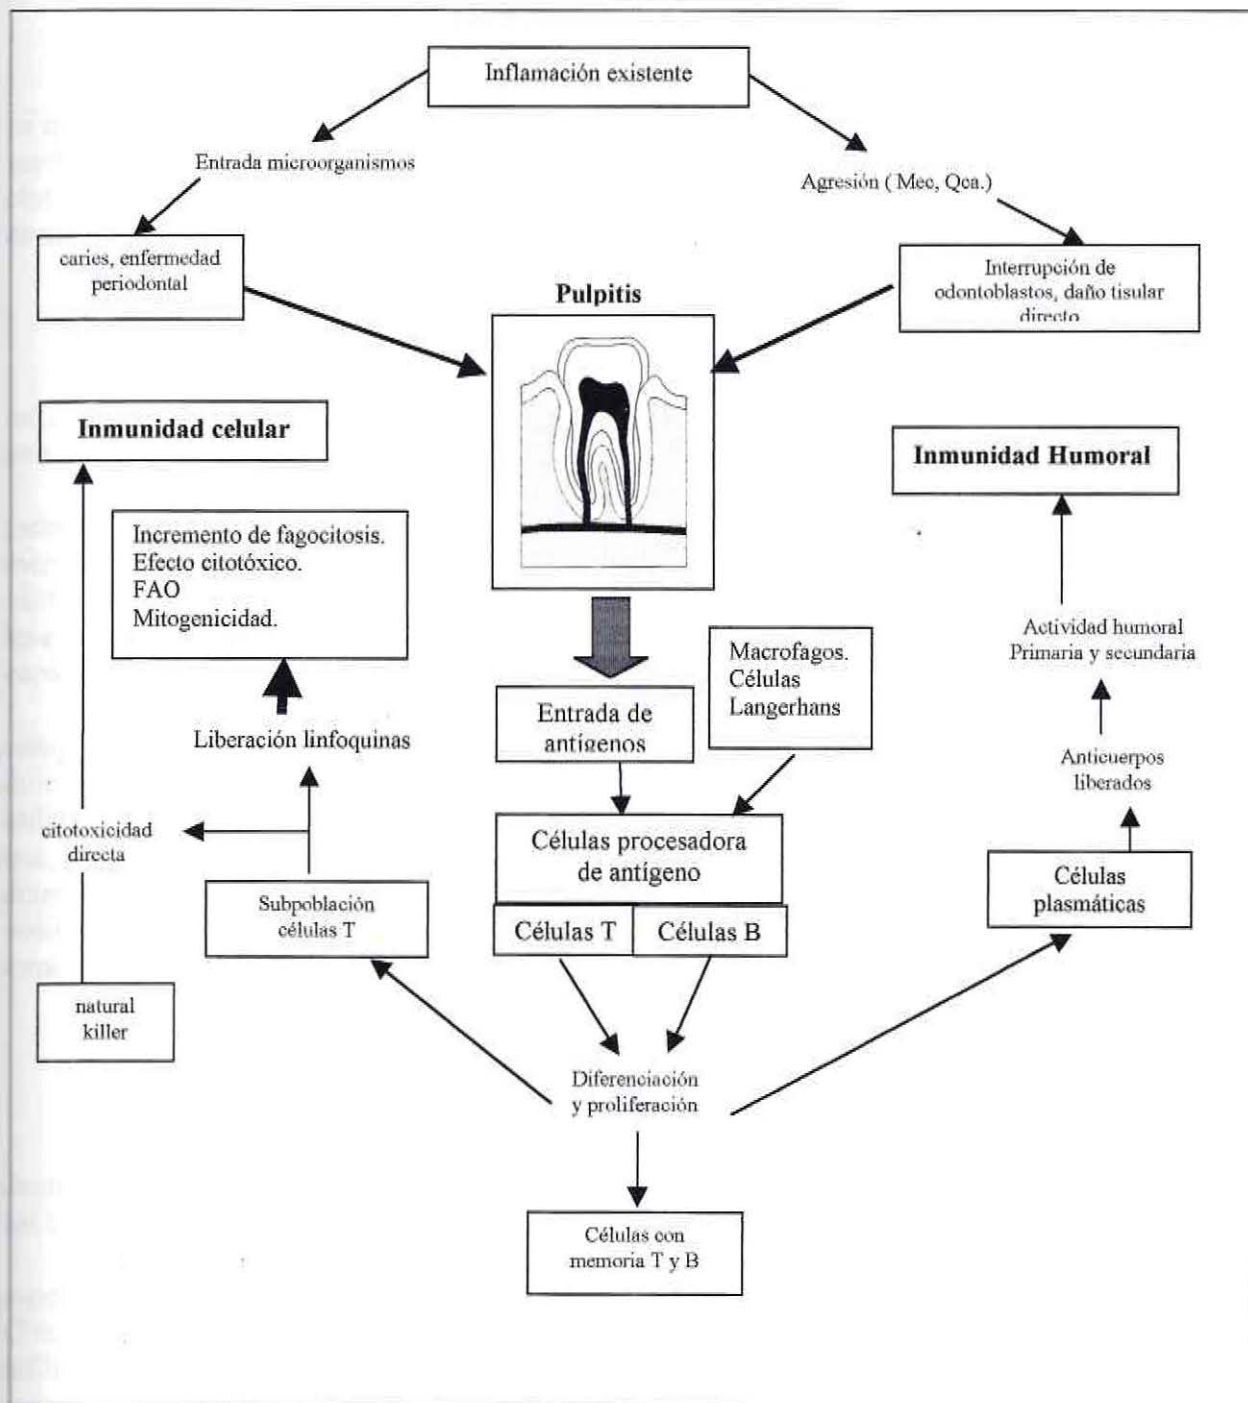 Inflamación existente
Entrada microorganismos
Agresión ( Mec, Qca.)
caries, enfermedad
periodontal
Interrupción de
odontoblastos, daño tisular
directo
Pulpitis
Inmunidad celular
Inmunidad Humoral
Incremento de fagocitosis.
Efecto citotóxico.
FAO
Mitogenicidad.
Actividad humoral
Primaria y secundaria
Macrofagos.
Células
Langerhans
Entrada de
antígenos
Liberación linfoquinas
Anticuerpos
liberados
citotoxicidad
directa
Células procesadora
de antígeno
Células T
Células B
Subpoblación
células T
Células
plasmáticas
natural
killer
Diferenciación
y proliferación
Células con
memoria T y B